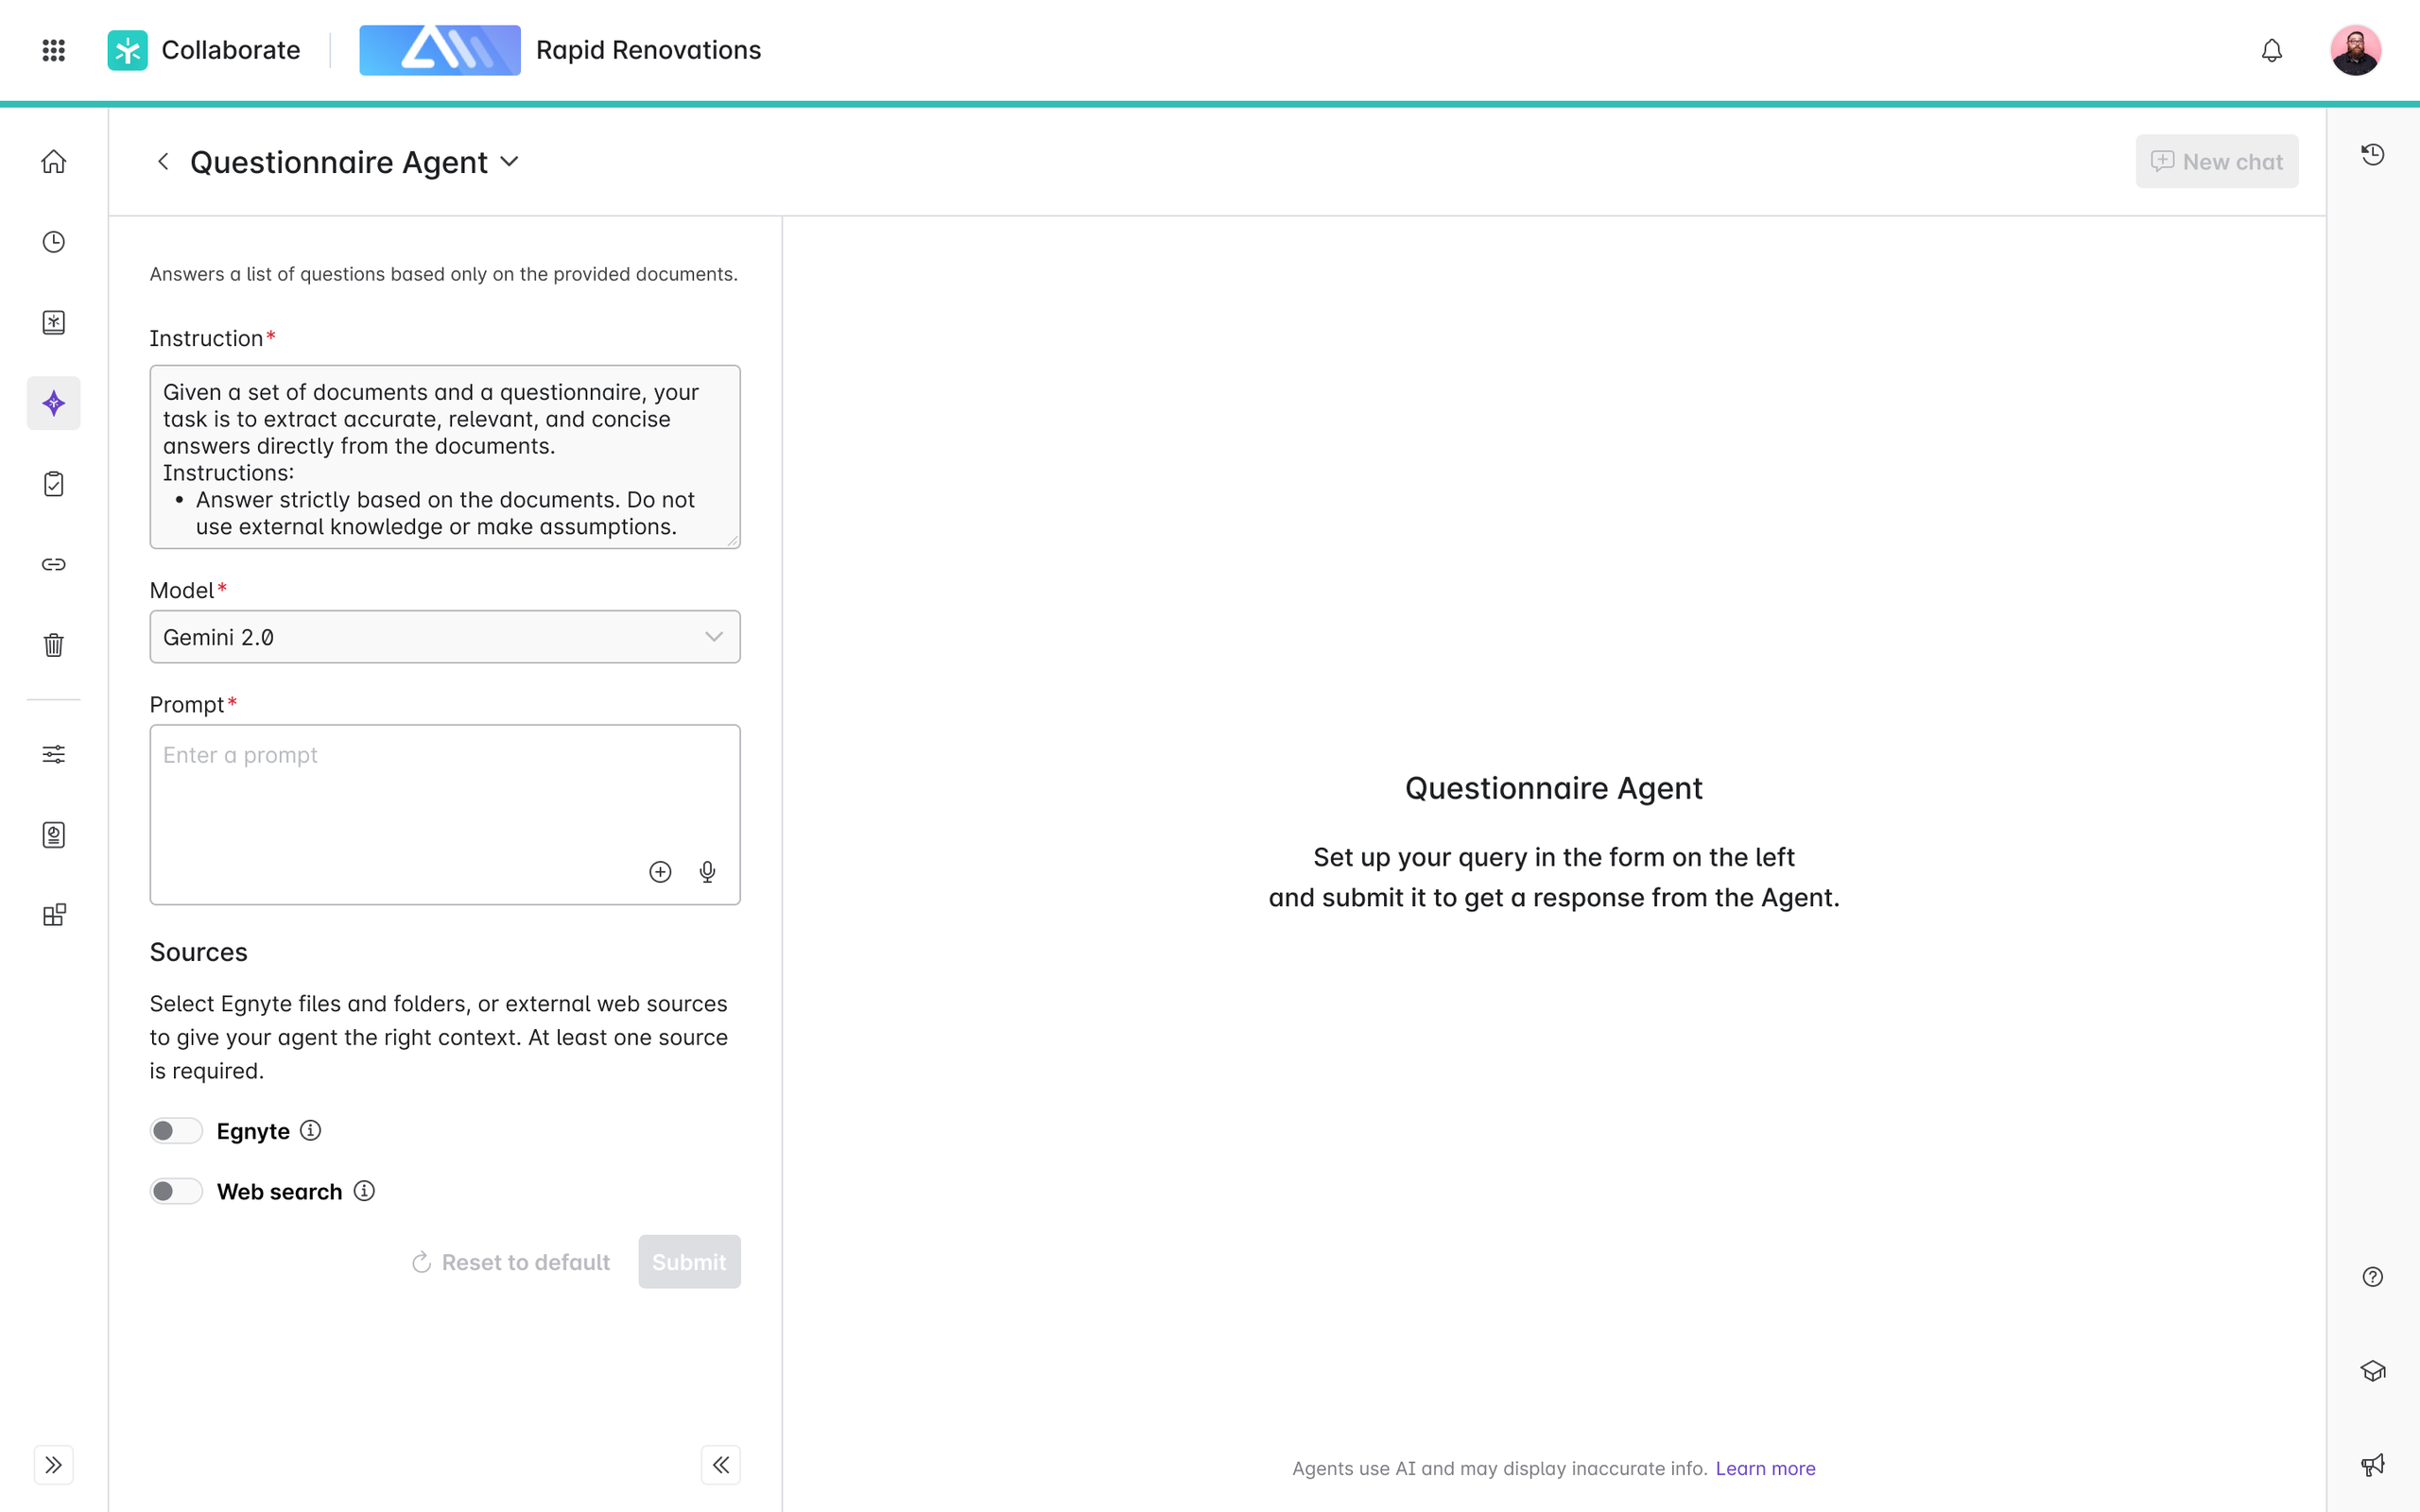 Collaborate
Rapid Renovations
Questionnaire Agent
New chat
Answers a list of questions based only on the provided documents.
Instruction*
Given a set of documents and a questionnaire, your
task is to extract accurate, relevant, and concise
answers directly from the documents.
Instructions:
• Answer strictly based on the documents. Do not
use external knowledge or make assumptions.
Model*
Gemini 2.0
Prompt*
Enter a prompt
Sources
Select Egnyte files and folders, or external web sources
to give your agent the right context. At least one source
is required.
Egnyte
Web search
Reset to default
Submit
Questionnaire Agent
Set up your query in the form on the left
and submit it to get a response from the Agent.
Agents use AI and may display inaccurate info. Learn more